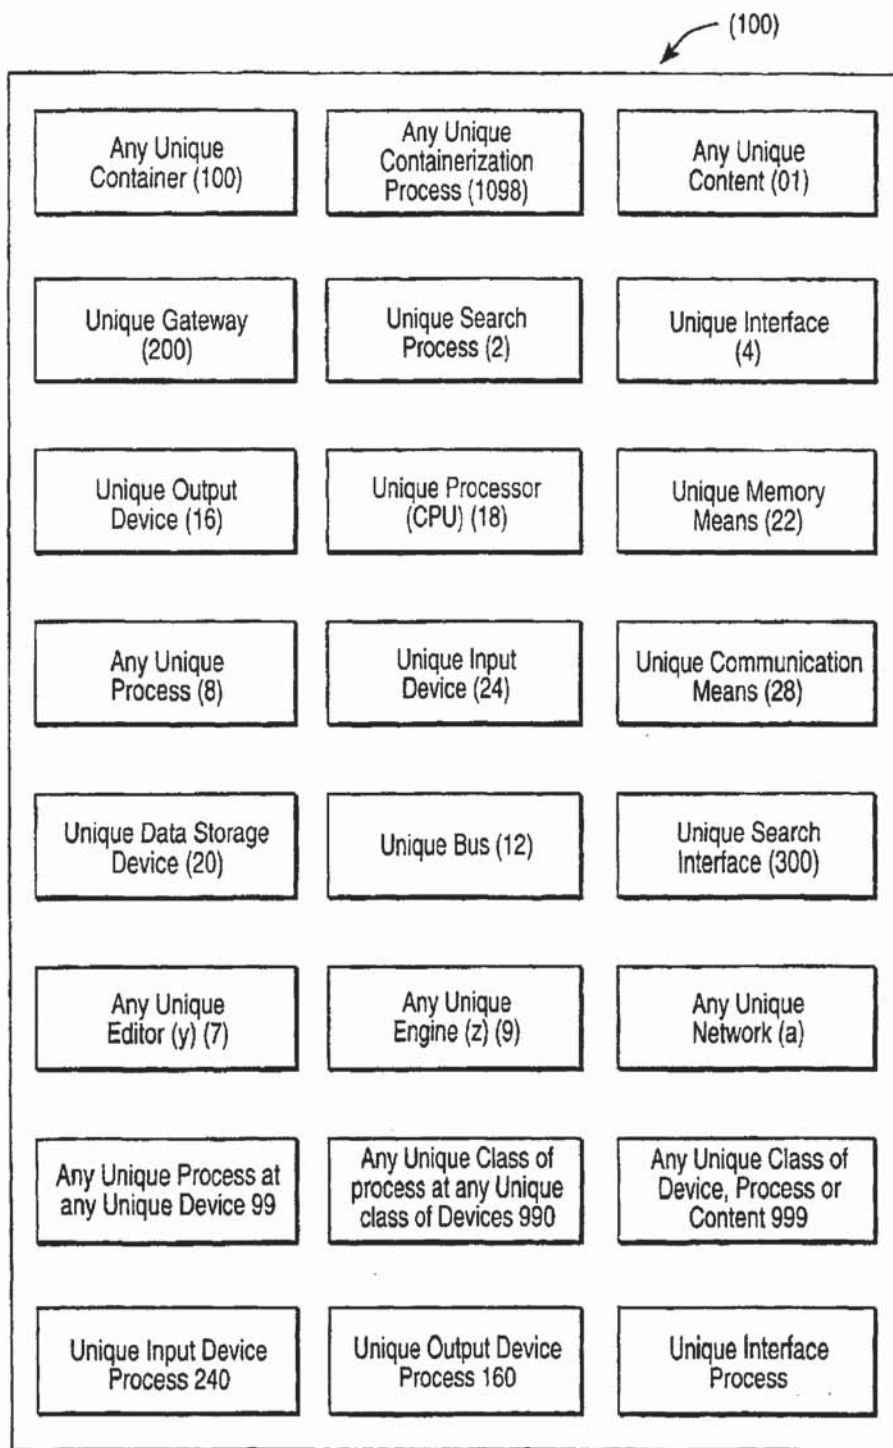 (100)
Any Unique
Container (100)
Any Unique
Containerization
Process (1098)
Any Unique
Content (01)
Unique Gateway
(200)
Unique Search
Process (2)
Unique Interface
(4)
Unique Output
Device (16)
Unique Processor
(CPU) (18)
Unique Memory
Means (22)
Any Unique
Process (8)
Unique Input
Device (24)
Unique Communication
Means (28)
Unique Data Storage
Device (20)
Unique Bus (12)
Unique Search
Interface (300)
Any Unique
Editor (y) (7)
Any Unique
Engine (z) (9)
Any Unique
Network (a)
Any Unique Process at
any Unique Device 99
Any Unique Class of
process at any Unique
class of Devices 990
Any Unique Class of
Device, Process or
Content 999
Unique Input Device
Process 240
Unique Output Device
Process 160
Unique Interface
Process